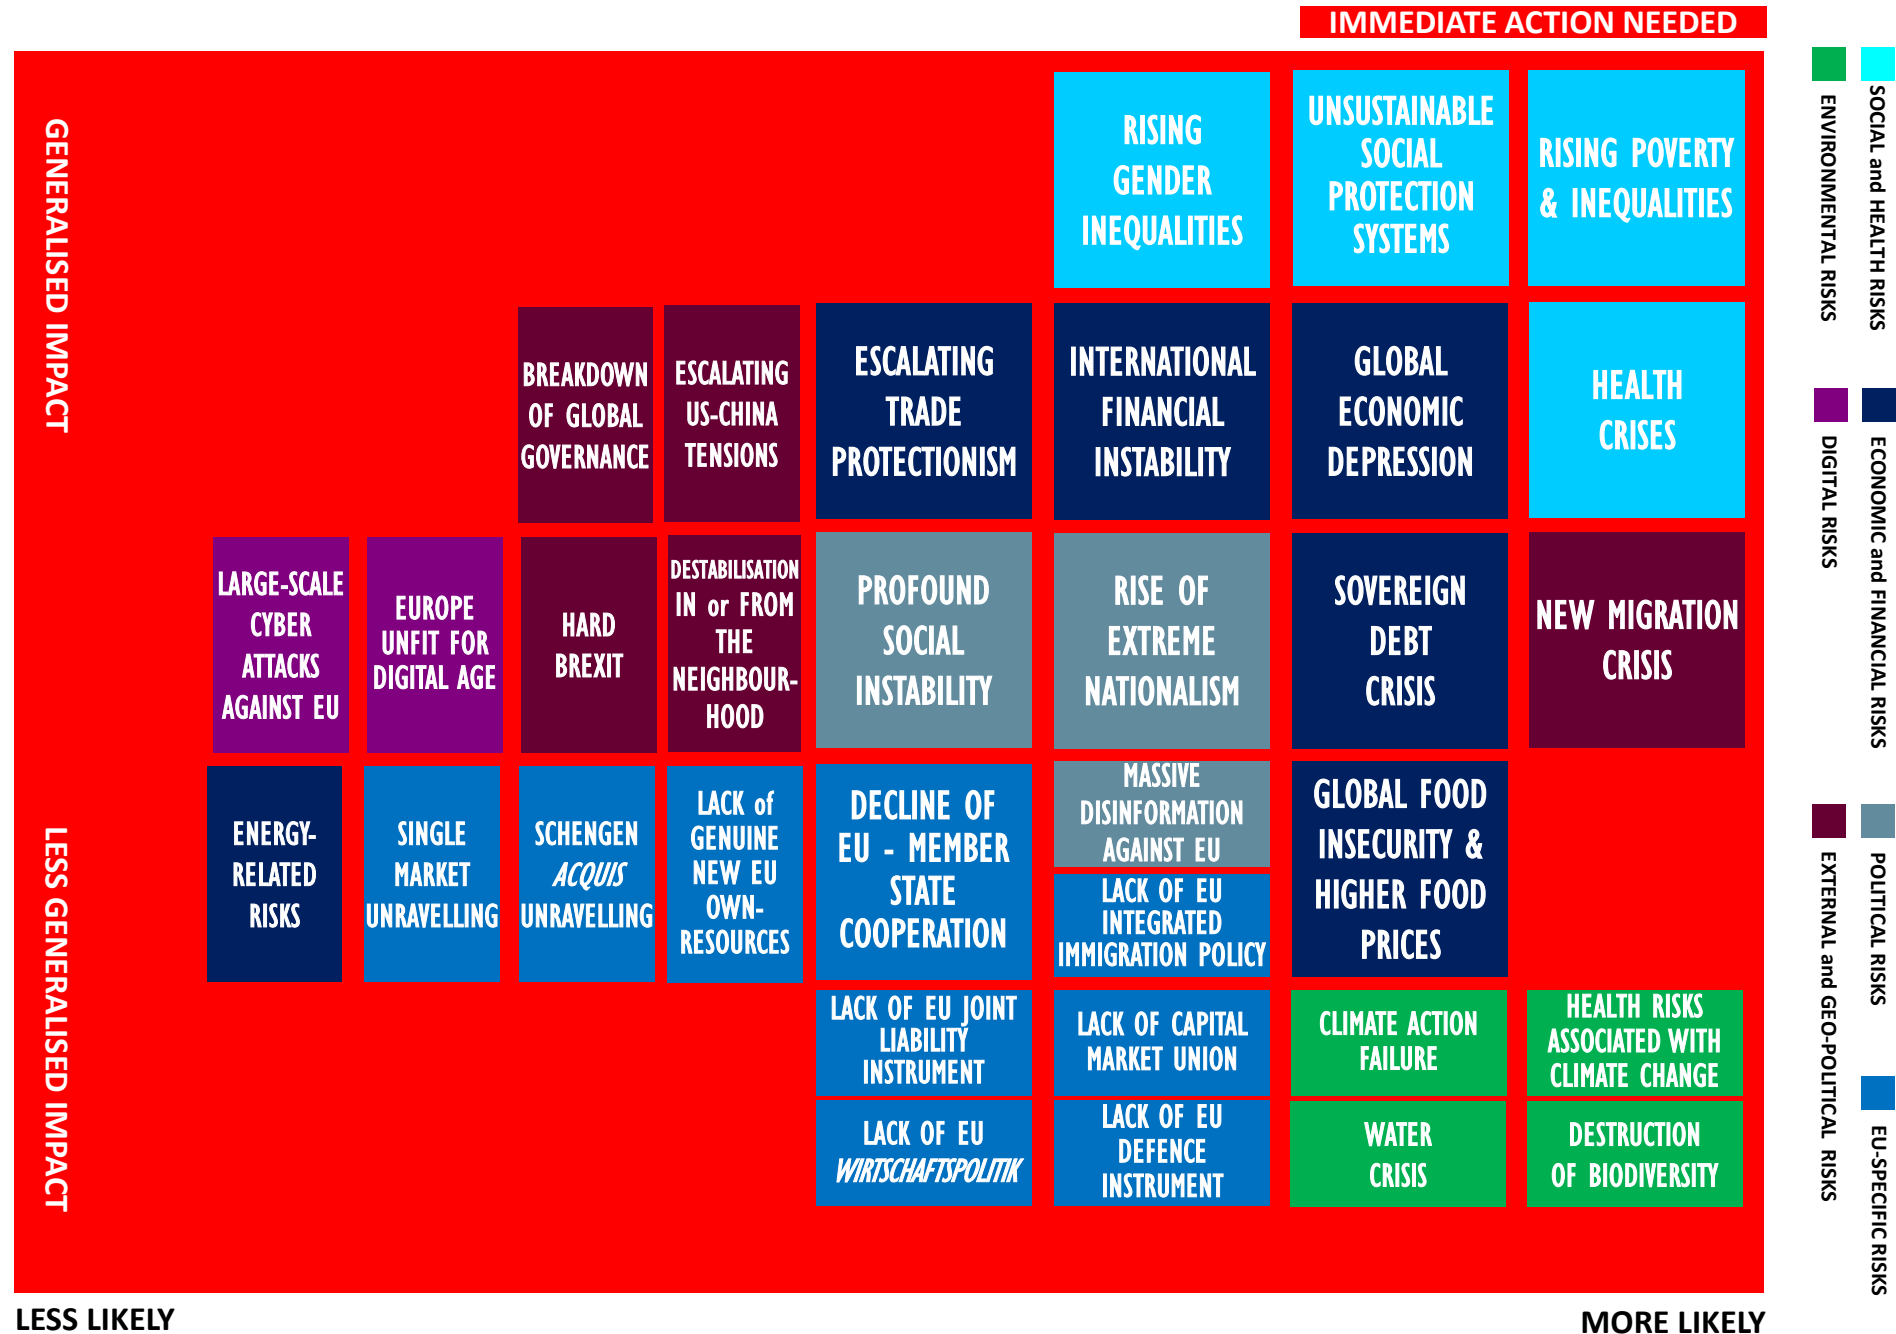 IMMEDIATE ACTION NEEDED
GENERALISED IMPACT
LESS GENERALISED IMPACT
RISING
GENDER
INEQUALITIES
UNSUSTAINABLE
SOCIAL
PROTECTION
SYSTEMS
RISING POVERTY
& INEQUALITIES
BREAKDOWN
OF GLOBAL
GOVERNANCE
ESCALATING
US-CHINA
TENSIONS
ESCALATING
TRADE
PROTECTIONISM
INTERNATIONAL
FINANCIAL
INSTABILITY
GLOBAL
ECONOMIC
DEPRESSION
HEALTH
CRISES
LARGE-SCALE
CYBER
ATTACKS
AGAINST EU
EUROPE
UNFIT FOR
DIGITAL AGE
HARD
BREXIT
DESTABILISATION
IN or FROM
THE
NEIGHBOUR-
HOOD
PROFOUND
SOCIAL
INSTABILITY
RISE OF
EXTREME
NATIONALISM
SOVEREIGN
DEBT
CRISIS
NEW MIGRATION
CRISIS
ENERGY-
RELATED
RISKS
SINGLE
MARKET
UNRAVELLING
SCHENGEN
ACQUIS
UNRAVELLING
LACK of
GENUINE
NEW EU
OWN-
RESOURCES
DECLINE OF
EU - MEMBER
STATE
COOPERATION
MASSIVE
DISINFORMATION
AGAINST EU
LACK OF EU
INTEGRATED
IMMIGRATION POLICY
GLOBAL FOOD
INSECURITY &
HIGHER FOOD
PRICES
LACK OF EU JOINT
LIABILITY
INSTRUMENT
LACK OF CAPITAL
MARKET UNION
CLIMATE ACTION
FAILURE
HEALTH RISKS
ASSOCIATED WITH
CLIMATE CHANGE
LACK OF EU
WIRTSCHAFTSPOLITIK
LACK OF EU
DEFENCE
INSTRUMENT
WATER
CRISIS
DESTRUCTION
OF BIODIVERSITY
LESS LIKELY
MORE LIKELY
SOCIAL and HEALTH RISKS
ENVIRONMENTAL RISKS
ECONOMIC and FINANCIAL RISKS
DIGITAL RISKS
POLITICAL RISKS
EXTERNAL and GEO-POLITICAL RISKS
EU-SPECIFIC RISKS